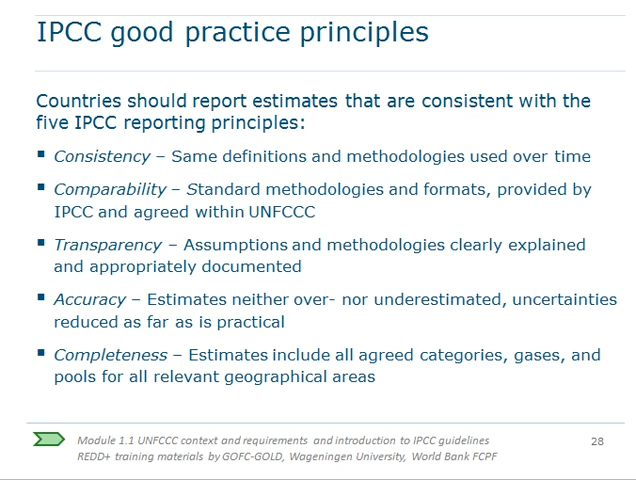 IPCC good practice principles
Countries should report estimates that are consistent with the
five IPCC reporting principles:
▪ Consistency – Same definitions and methodologies used over time
▪ Comparability – Standard methodologies and formats, provided by
IPCC and agreed within UNFCCC
▪ Transparency – Assumptions and methodologies clearly explained
and appropriately documented
▪ Accuracy – Estimates neither over- nor underestimated, uncertainties
reduced as far as is practical
▪ Completeness – Estimates include all agreed categories, gases, and
pools for all relevant geographical areas
Module 1.1 UNFCCC context and requirements and introduction to IPCC guidelines
REDD+ training materials by GOFC-GOLD, Wageningen University, World Bank FCPF
28